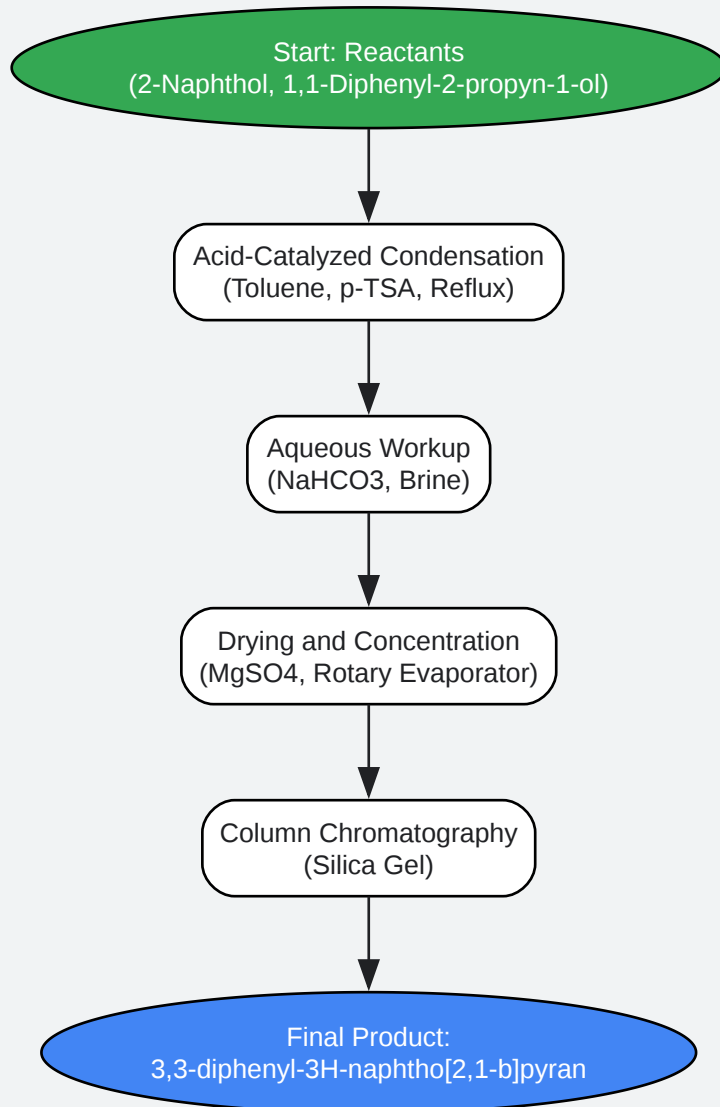 Start: Reactants
(2-Naphthol, 1,1-Diphenyl-2-propyn-1-ol)
Acid-Catalyzed Condensation
(Toluene, p-TSA, Reflux)
Aqueous Workup
(NaHCO3, Brine)
Drying and Concentration
(MgSO4, Rotary Evaporator)
Column Chromatography
(Silica Gel)
Final Product:
3,3-diphenyl-3H-naphtho[2,1-b]pyran